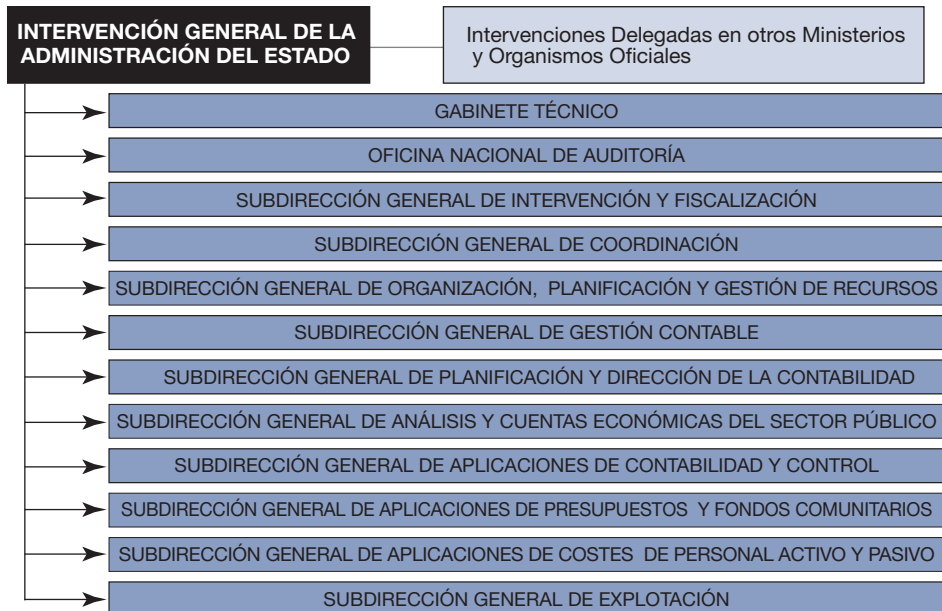 INTERVENCIÓN GENERAL DE LA
ADMINISTRACIÓN DEL ESTADO
Intervenciones Delegadas en otros Ministerios
y Organismos Oficiales
GABINETE TÉCNICO
OFICINA NACIONAL DE AUDITORÍA
SUBDIRECCIÓN GENERAL DE INTERVENCIÓN Y FISCALIZACIÓN
SUBDIRECCIÓN GENERAL DE COORDINACIÓN
SUBDIRECCIÓN GENERAL DE ORGANIZACIÓN, PLANIFICACIÓN Y GESTIÓN DE RECURSOS
SUBDIRECCIÓN GENERAL DE GESTIÓN CONTABLE
SUBDIRECCIÓN GENERAL DE PLANIFICACIÓN Y DIRECCIÓN DE LA CONTABILIDAD
SUBDIRECCIÓN GENERAL DE ANÁLISIS Y CUENTAS ECONÓMICAS DEL SECTOR PÚBLICO
SUBDIRECCIÓN GENERAL DE APLICACIONES DE CONTABILIDAD Y CONTROL
SUBDIRECCIÓN GENERAL DE APLICACIONES DE PRESUPUESTOS Y FONDOS COMUNITARIOS
SUBDIRECCIÓN GENERAL DE APLICACIONES DE COSTES DE PERSONAL ACTIVO Y PASIVO
SUBDIRECCIÓN GENERAL DE EXPLOTACIÓN